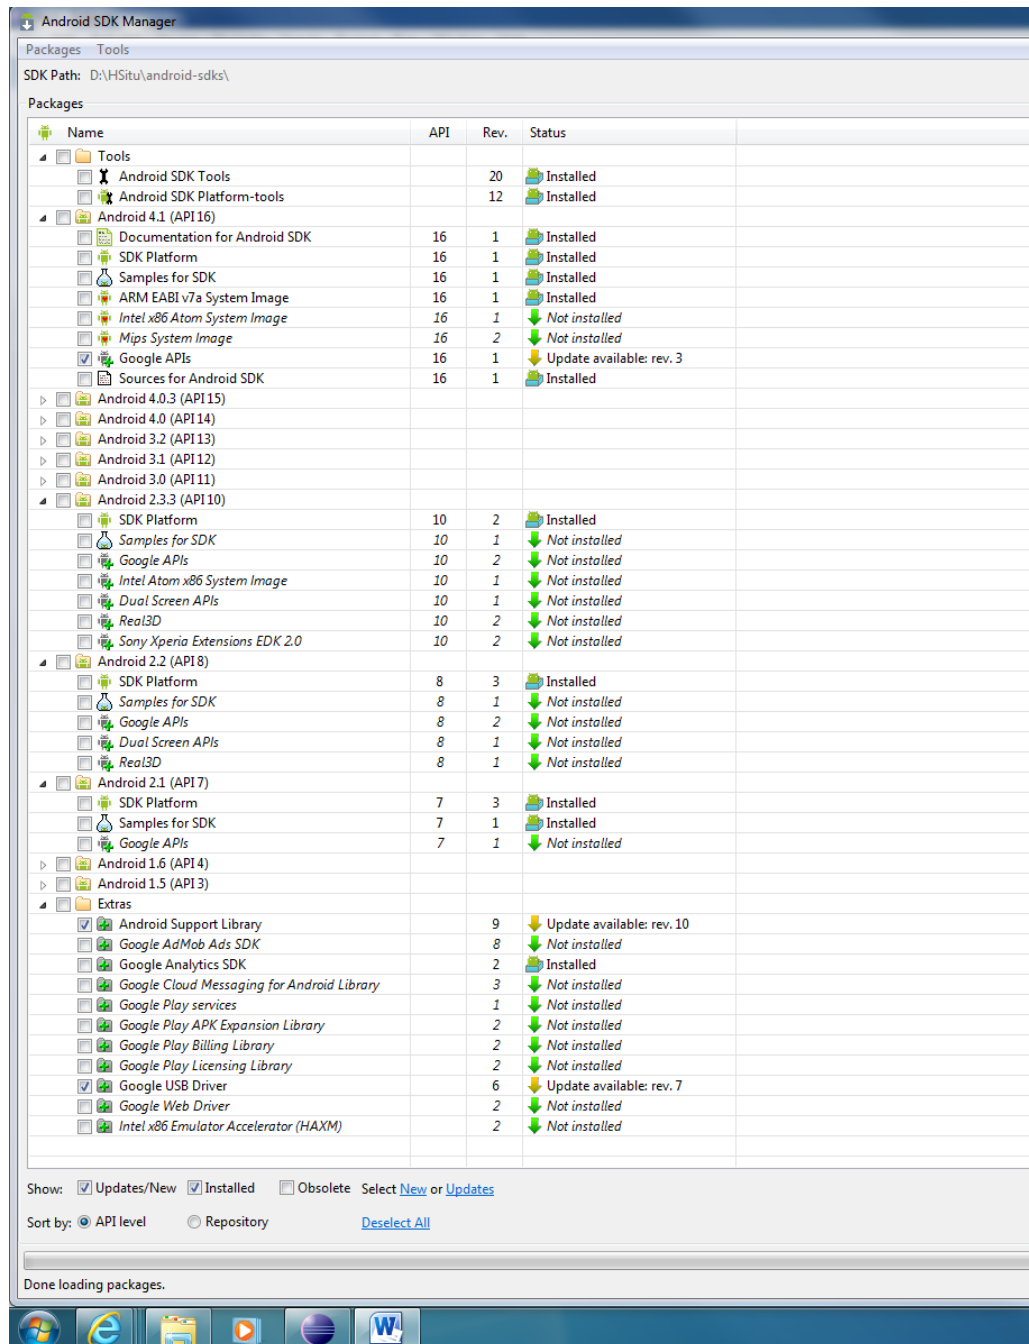 Android SDK Manager
Packages Tools
SDK Path: D:\HSitu\android-sdks\
Packages
Name API Rev. Status
Tools
Android SDK Tools 20 Installed
Android SDK Platform-tools 12 Installed
Android 4.1 (API 16)
Documentation for Android SDK 16 1 Installed
SDK Platform 16 1 Installed
Samples for SDK 16 1 Installed
ARM EABI v7a System Image 16 1 Installed
Intel x86 Atom System Image 16 1 Not installed
Mips System Image 16 2 Not installed
Google APIs 16 1 Update available: rev. 3
Sources for Android SDK 16 1 Installed
Android 4.0.3 (API 15)
Android 4.0 (API 14)
Android 3.2 (API 13)
Android 3.1 (API 12)
Android 3.0 (API 11)
Android 2.3.3 (API 10)
SDK Platform 10 2 Installed
Samples for SDK 10 1 Not installed
Google APIs 10 2 Not installed
Intel Atom x86 System Image 10 1 Not installed
Dual Screen APIs 10 1 Not installed
Real3D 10 2 Not installed
Sony Xperia Extensions EDK 2.0 10 2 Not installed
Android 2.2 (API 8)
SDK Platform 8 3 Installed
Samples for SDK 8 1 Not installed
Google APIs 8 2 Not installed
Dual Screen APIs 8 1 Not installed
Real3D 8 1 Not installed
Android 2.1 (API 7)
SDK Platform 7 3 Installed
Samples for SDK 7 1 Installed
Google APIs 7 1 Not installed
Android 1.6 (API 4)
Android 1.5 (API 3)
Extras
Android Support Library 9 Update available: rev. 10
Google AdMob Ads SDK 8 Not installed
Google Analytics SDK 2 Installed
Google Cloud Messaging for Android Library 3 Not installed
Google Play services 1 Not installed
Google Play APK Expansion Library 2 Not installed
Google Play Billing Library 2 Not installed
Google Play Licensing Library 2 Not installed
Google USB Driver 6 Update available: rev. 7
Google Web Driver 2 Not installed
Intel x86 Emulator Accelerator (HAXM) 2 Not installed
Show: Updates/New Installed Obsolete Select New or Updates
Sort by: API level Repository Deselect All
Done loading packages.
W